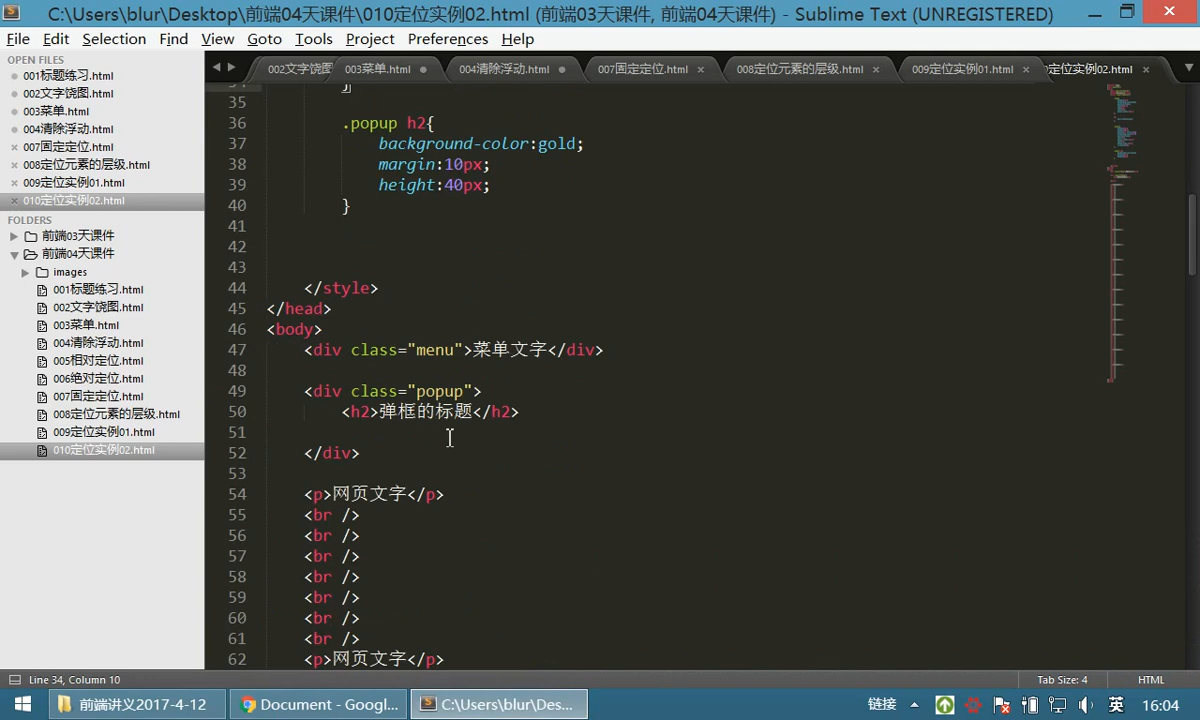 C:\Users\blur\Desktop\前端04天课件\010定位实例02.html (前端03天课件, 前端04天课件) - Sublime Text (UNREGISTERED)
File Edit Selection Find View Goto Tools Project Preferences Help
OPEN FILES
001标题练习.html
002文字饶图.html
003菜单.html
004清除浮动.html
007固定定位.html
008定位元素的层级.html
009定位实例01.html
010定位实例02.html
FOLDERS
前端03天课件
前端04天课件
images
001标题练习.html
002文字饶图.html
003菜单.html
004清除浮动.html
005相对定位.html
006绝对定位.html
007固定定位.html
008定位元素的层级.html
009定位实例01.html
010定位实例02.html
002文字饶图 003菜单.html 004清除浮动.html 007固定定位.html 008定位元素的层级.html 009定位实例01.html 定位实例02.html
34 }
35
36 .popup h2{
37 background-color:gold;
38 margin:10px;
39 height:40px;
40 }
41
42
43
44 </style>
45 </head>
46 <body>
47 <div class="menu">菜单文字</div>
48
49 <div class="popup">
50 <h2>弹框的标题</h2>
51
52 </div>
53
54 <p>网页文字</p>
55 <br />
56 <br />
57 <br />
58 <br />
59 <br />
60 <br />
61 <br />
62 <p>网页文字</p>
Line 34, Column 10 Tab Size: 4 HTML
前端讲义2017-4-12 Document - Googl... C:\Users\blur\Des... 链接 英 16:04